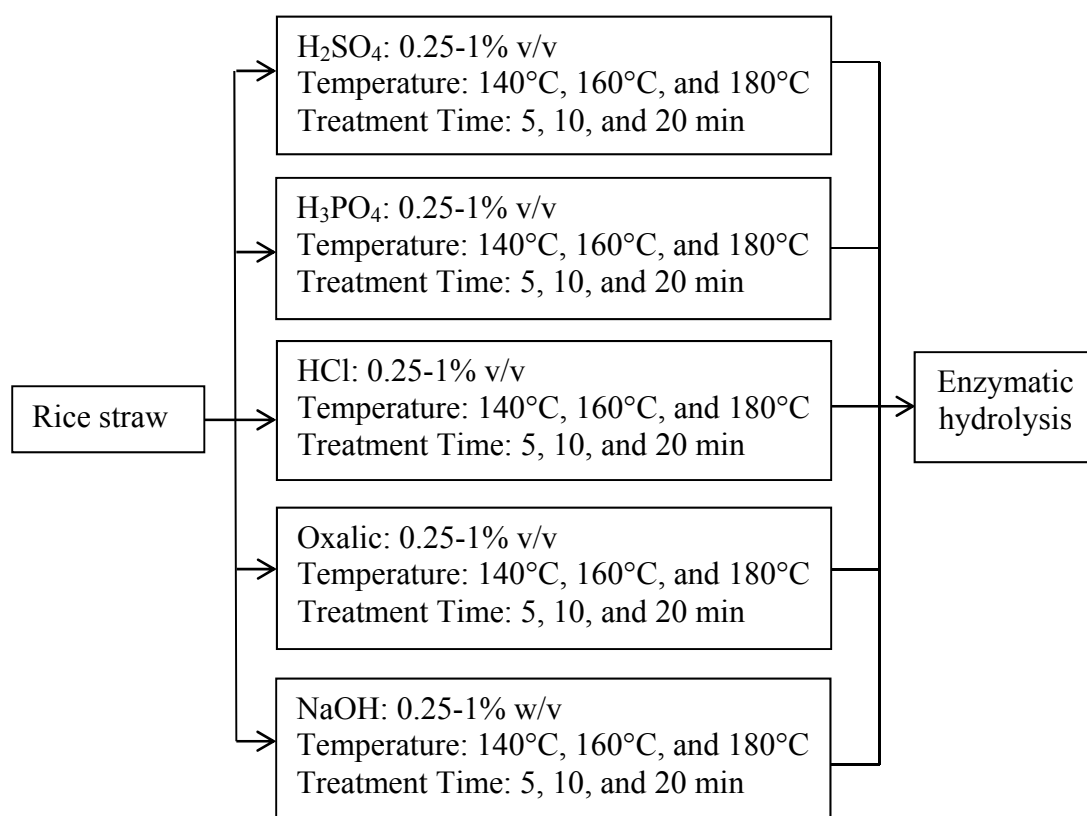 H₂SO₄: 0.25-1% v/v
Temperature: 140°C, 160°C, and 180°C
Treatment Time: 5, 10, and 20 min
H₃PO₄: 0.25-1% v/v
Temperature: 140°C, 160°C, and 180°C
Treatment Time: 5, 10, and 20 min
Rice straw
HCl: 0.25-1% v/v
Temperature: 140°C, 160°C, and 180°C
Treatment Time: 5, 10, and 20 min
Enzymatic
hydrolysis
Oxalic: 0.25-1% v/v
Temperature: 140°C, 160°C, and 180°C
Treatment Time: 5, 10, and 20 min
NaOH: 0.25-1% w/v
Temperature: 140°C, 160°C, and 180°C
Treatment Time: 5, 10, and 20 min